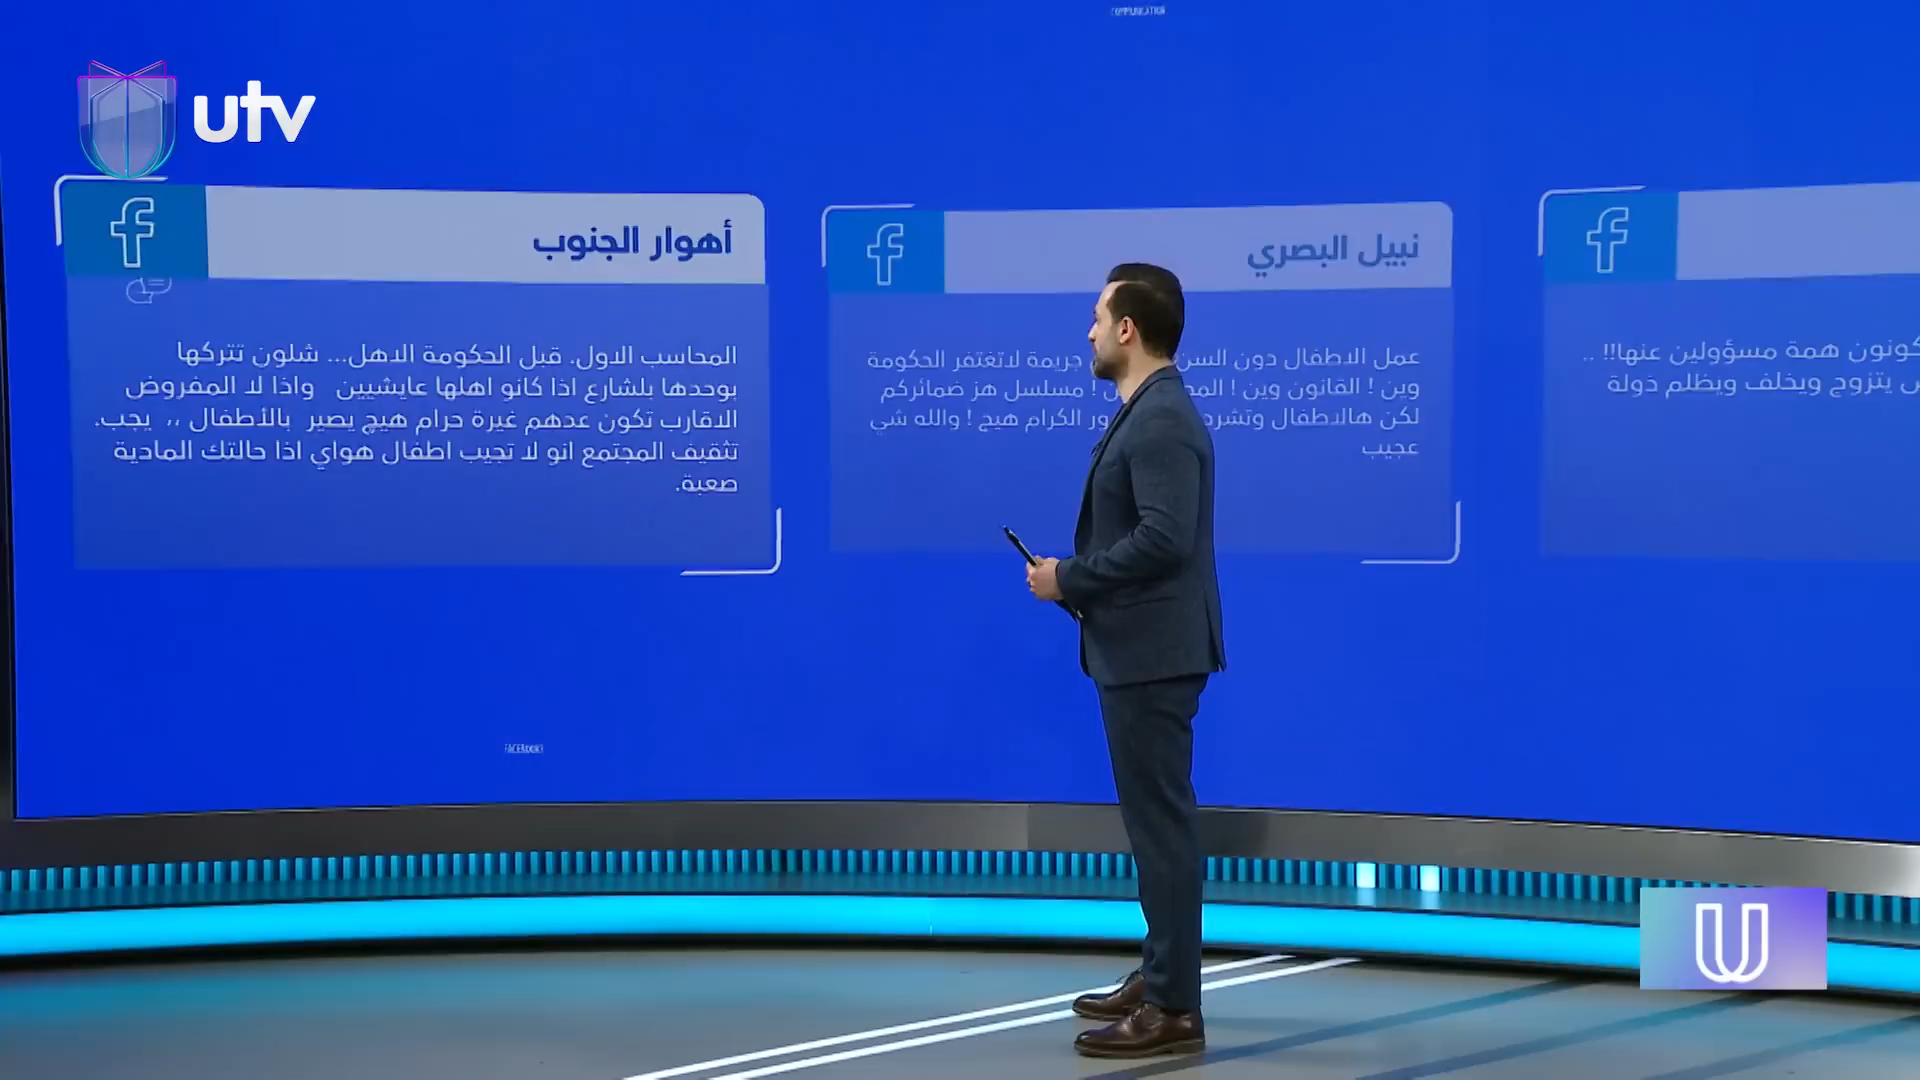 COMMUNICATION
utv
أهوار الجنوب
المحاسب الاول. قبل الحكومة الاهل... شلون تتركها
بوحدها بلشارع اذا كانو اهلها عايشيين واذا لا المفروض
الاقارب تكون عدهم غيرة حرام هيج يصير بالأطفال ،، يجب.
تثقيف المجتمع انو لا تجيب اطفال هواي اذا حالتك المادية
صعبة.
نبيل البصري
عمل الاطفال دون السن جريمة لاتغتفر الحكومة
وين ! القانون وين ! ! مسلسل هز ضمائركم
لكن هالاطفال وتشرد الكرام هيج ! والله شي
عجيب
همة مسؤولين عنها!! ..
يتزوج ويخلف ويظلم ذولة
FACEBOOK
U